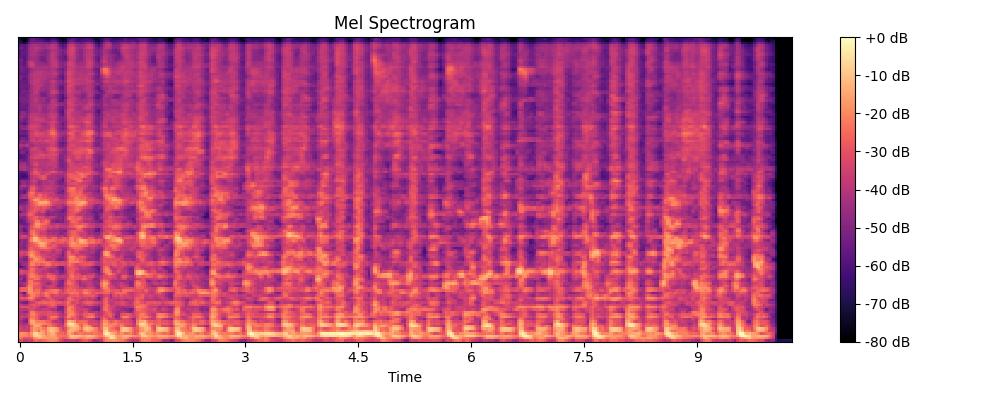 Mel Spectrogram
+0 dB
-10 dB
-20 dB
-30 dB
-40 dB
-50 dB
-60 dB
-70 dB
-80 dB
0 1.5 3 4.5 6 7.5 9
Time